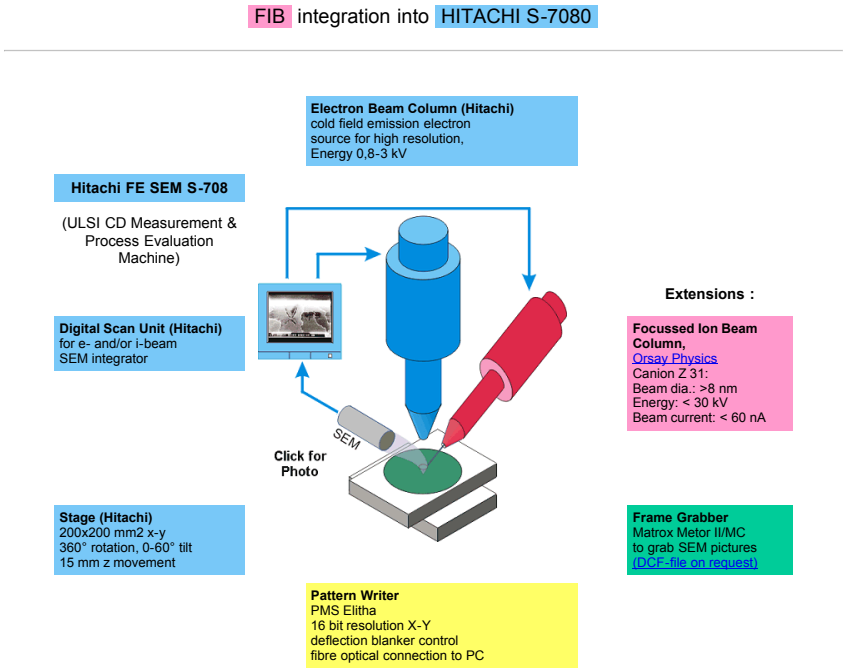 FIB integration into HITACHI S-7080
Electron Beam Column (Hitachi)
cold field emission electron
source for high resolution,
Energy 0,8-3 kV
Hitachi FE SEM S-708
(ULSI CD Measurement &
Process Evaluation
Machine)
Digital Scan Unit (Hitachi)
for e- and/or i-beam
SEM integrator
Extensions :
Focussed Ion Beam
Column,
Orsay Physics
Canion Z 31:
Beam dia.: >8 nm
Energy: < 30 kV
Beam current: < 60 nA
SEM
Click for
Photo
Stage (Hitachi)
200x200 mm2 x-y
360° rotation, 0-60° tilt
15 mm z movement
Frame Grabber
Matrox Metor II/MC
to grab SEM pictures
(DCF-file on request)
Pattern Writer
PMS Elitha
16 bit resolution X-Y
deflection blanker control
fibre optical connection to PC